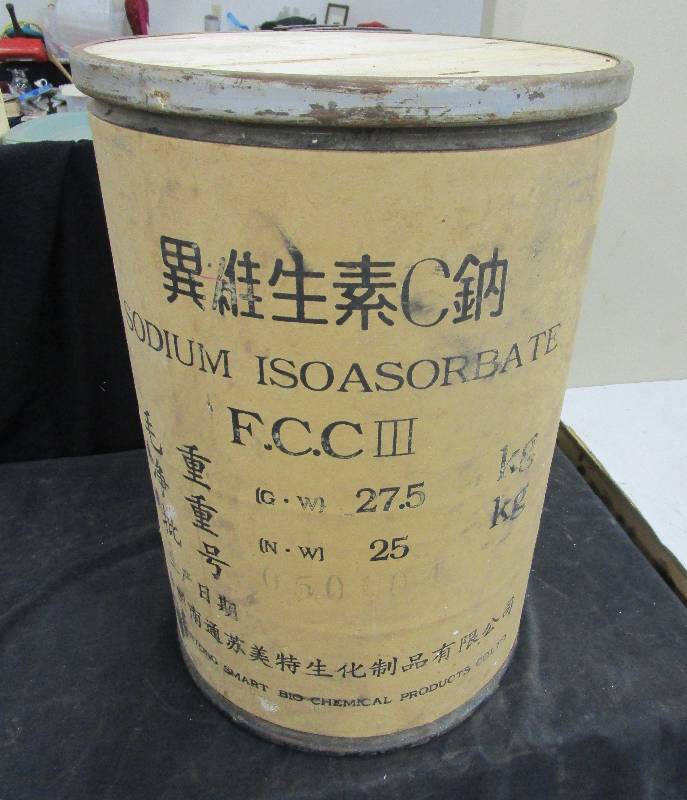 異維生素C鈉
SODIUM ISOASORBATE
F.C.C III
毛 重 (G·W) 27.5 kg
净 重 (N·W) 25 kg
批 号 050101
生产日期
南通苏美特生化制品有限公司
SMART BIO-CHEMICAL PRODUCTS CO.LTD